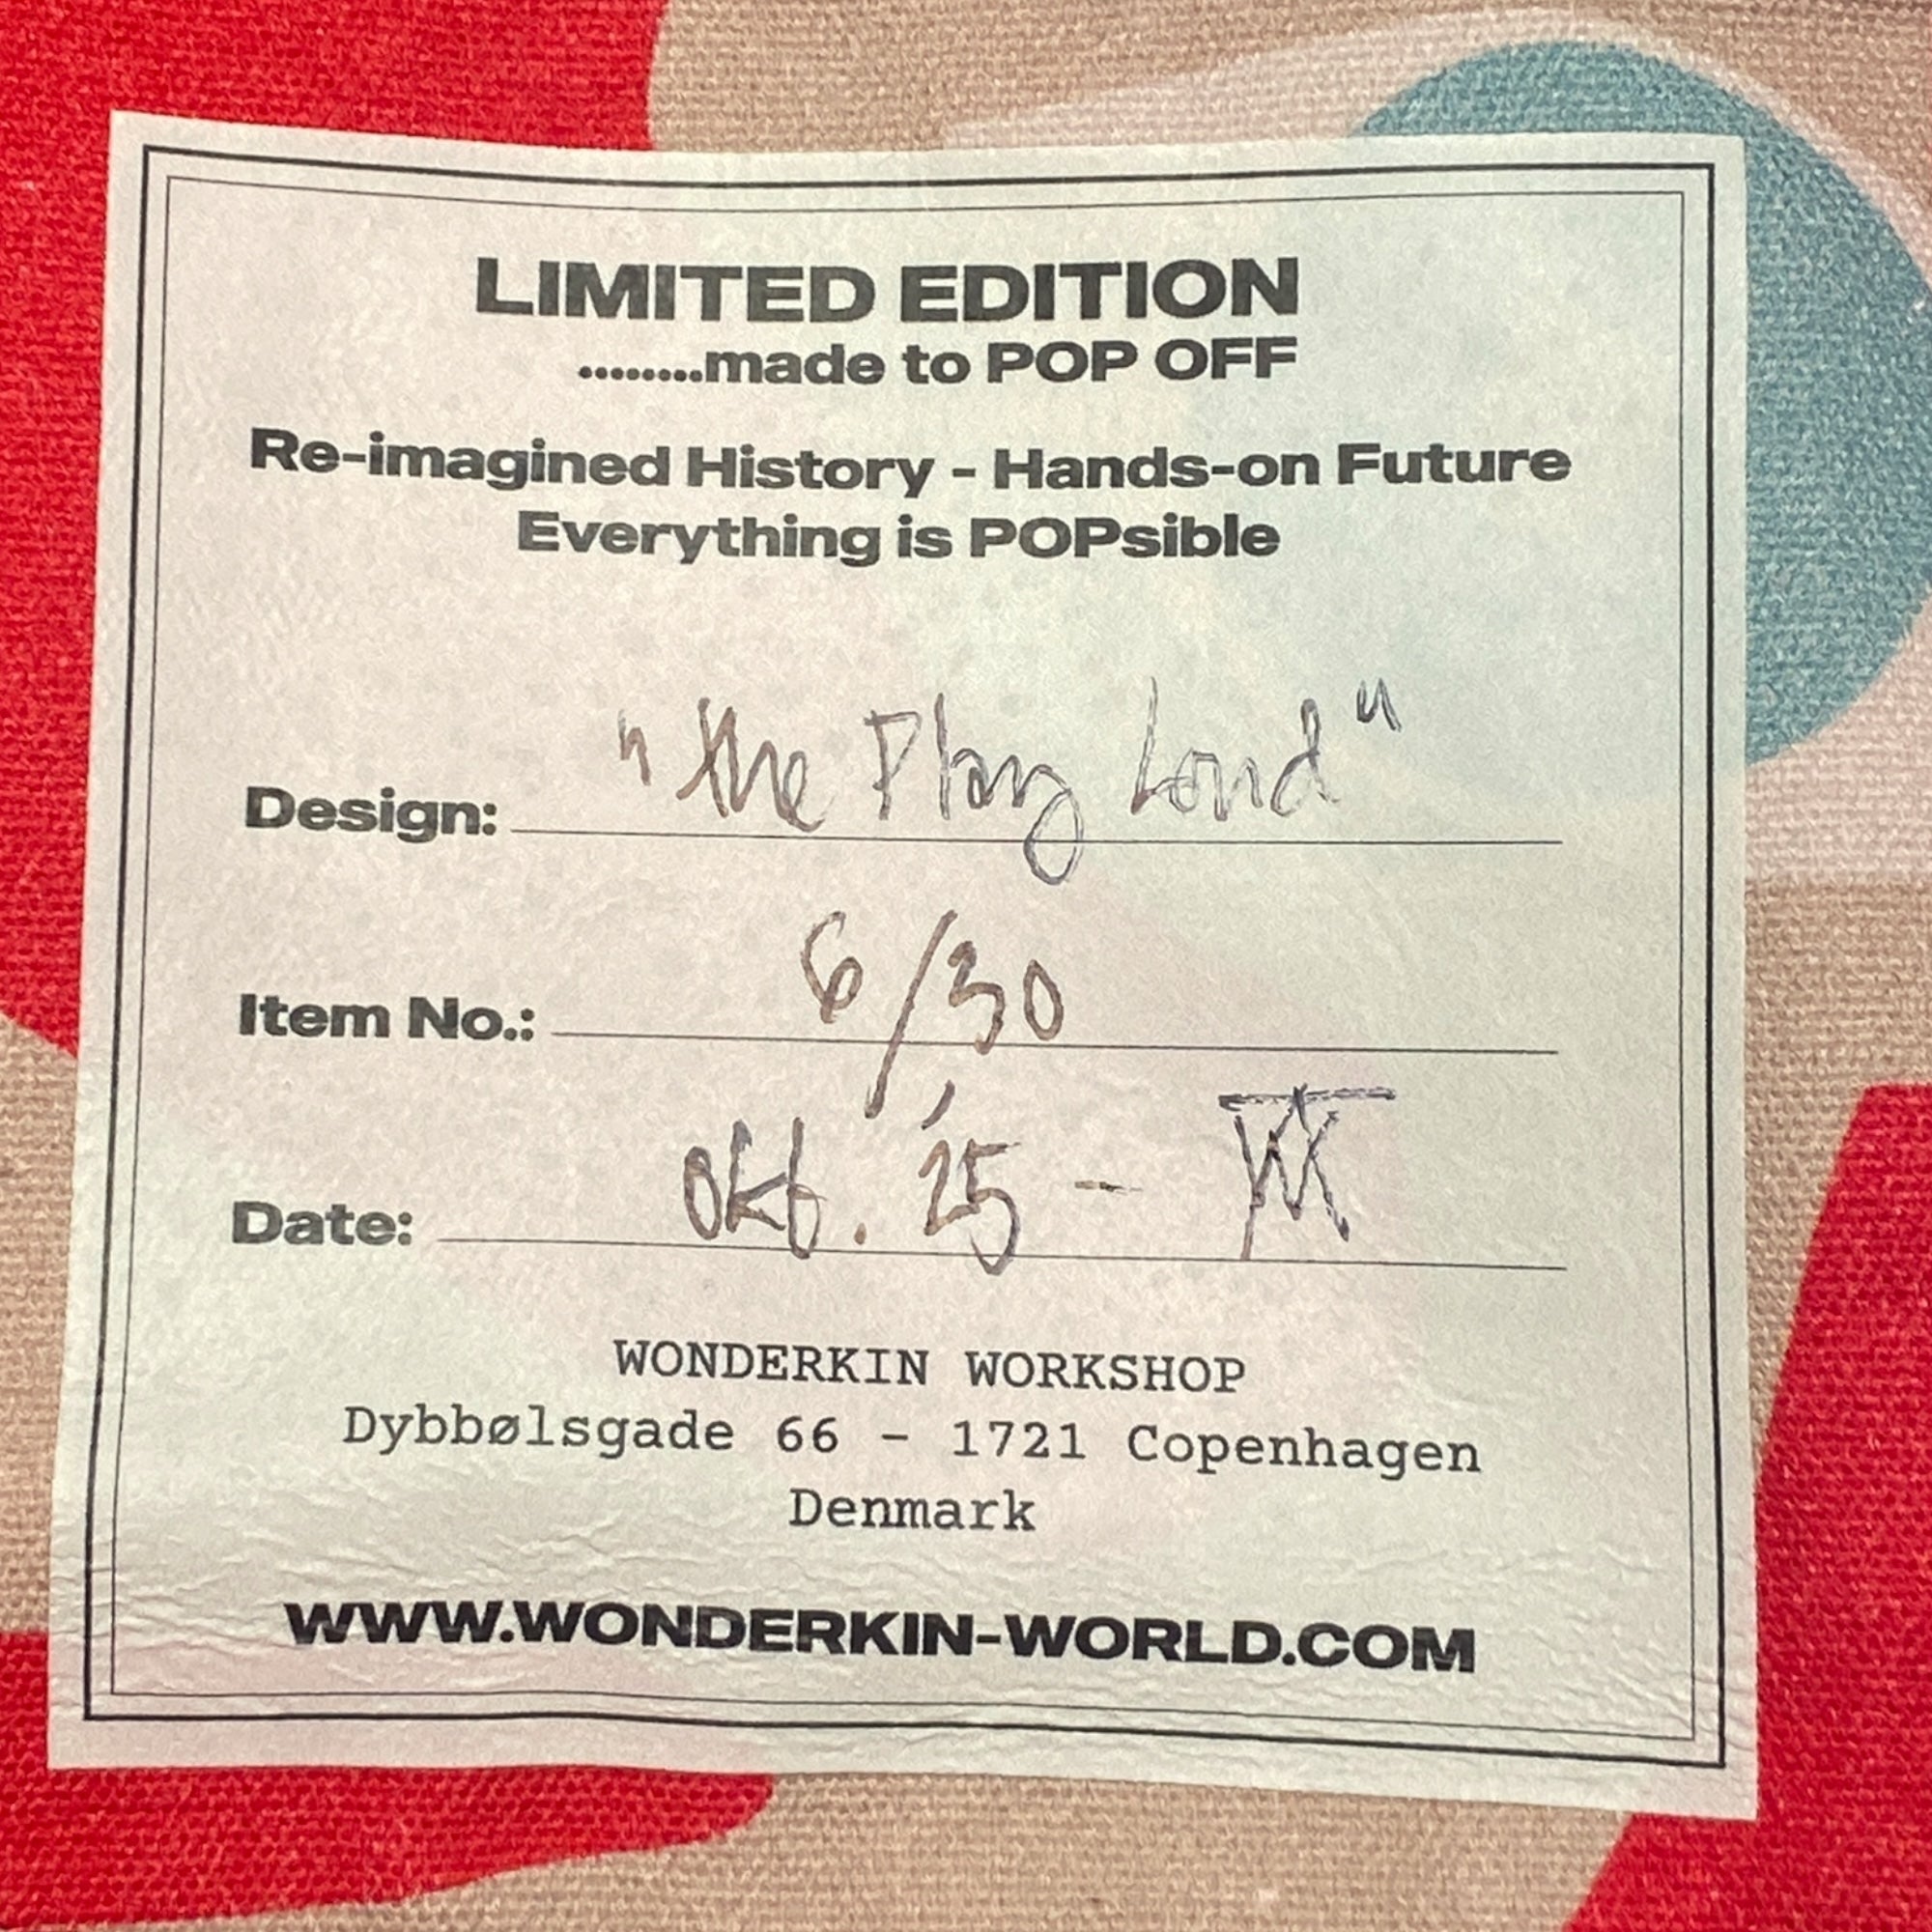 LIMITED EDITION
........made to POP OFF
Re-imagined History - Hands-on Future
Everything is POPsible
Design: "the Play Lord"
Item No.: 6/30
Date: Okt. '25 -
WONDERKIN WORKSHOP
Dybbølsgade 66 - 1721 Copenhagen
Denmark
WWW.WONDERKIN-WORLD.COM